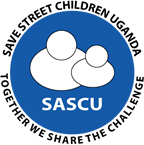 SAVE STREET CHILDREN UGANDA
SASCU
TOGETHER WE SHARE THE CHALLENGE